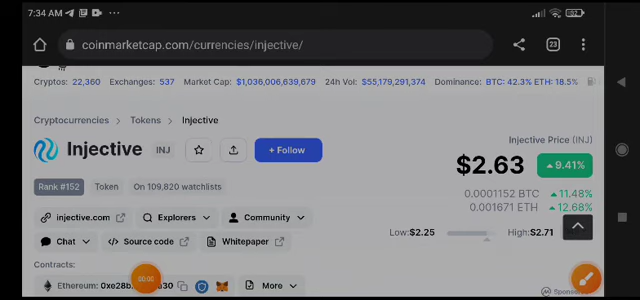 7:34 AM
coinmarketcap.com/currencies/injective/
23
Cryptos: 22,360 Exchanges: 537 Market Cap: $1,036,006,639,679 24h Vol: $55,179,291,374 Dominance: BTC: 42.3% ETH: 18.5%
Cryptocurrencies > Tokens > Injective
Injective Price (INJ)
Injective INJ + Follow
$2.63 9.41%
Rank #152 Token On 109,820 watchlists
0.0001152 BTC 11.48%
0.001671 ETH 12.68%
injective.com Explorers Community
Low:$2.25 High:$2.71
Chat Source code Whitepaper
Contracts:
Ethereum: 0xe28b 30 More
00:00